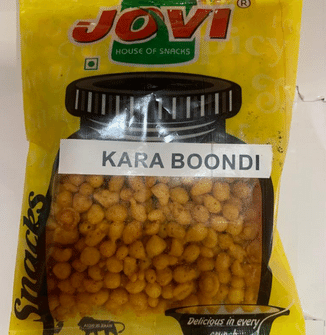 JOVI
®
HOUSE OF SNACKS
KARA BOONDI
Snacks
Delicious in every